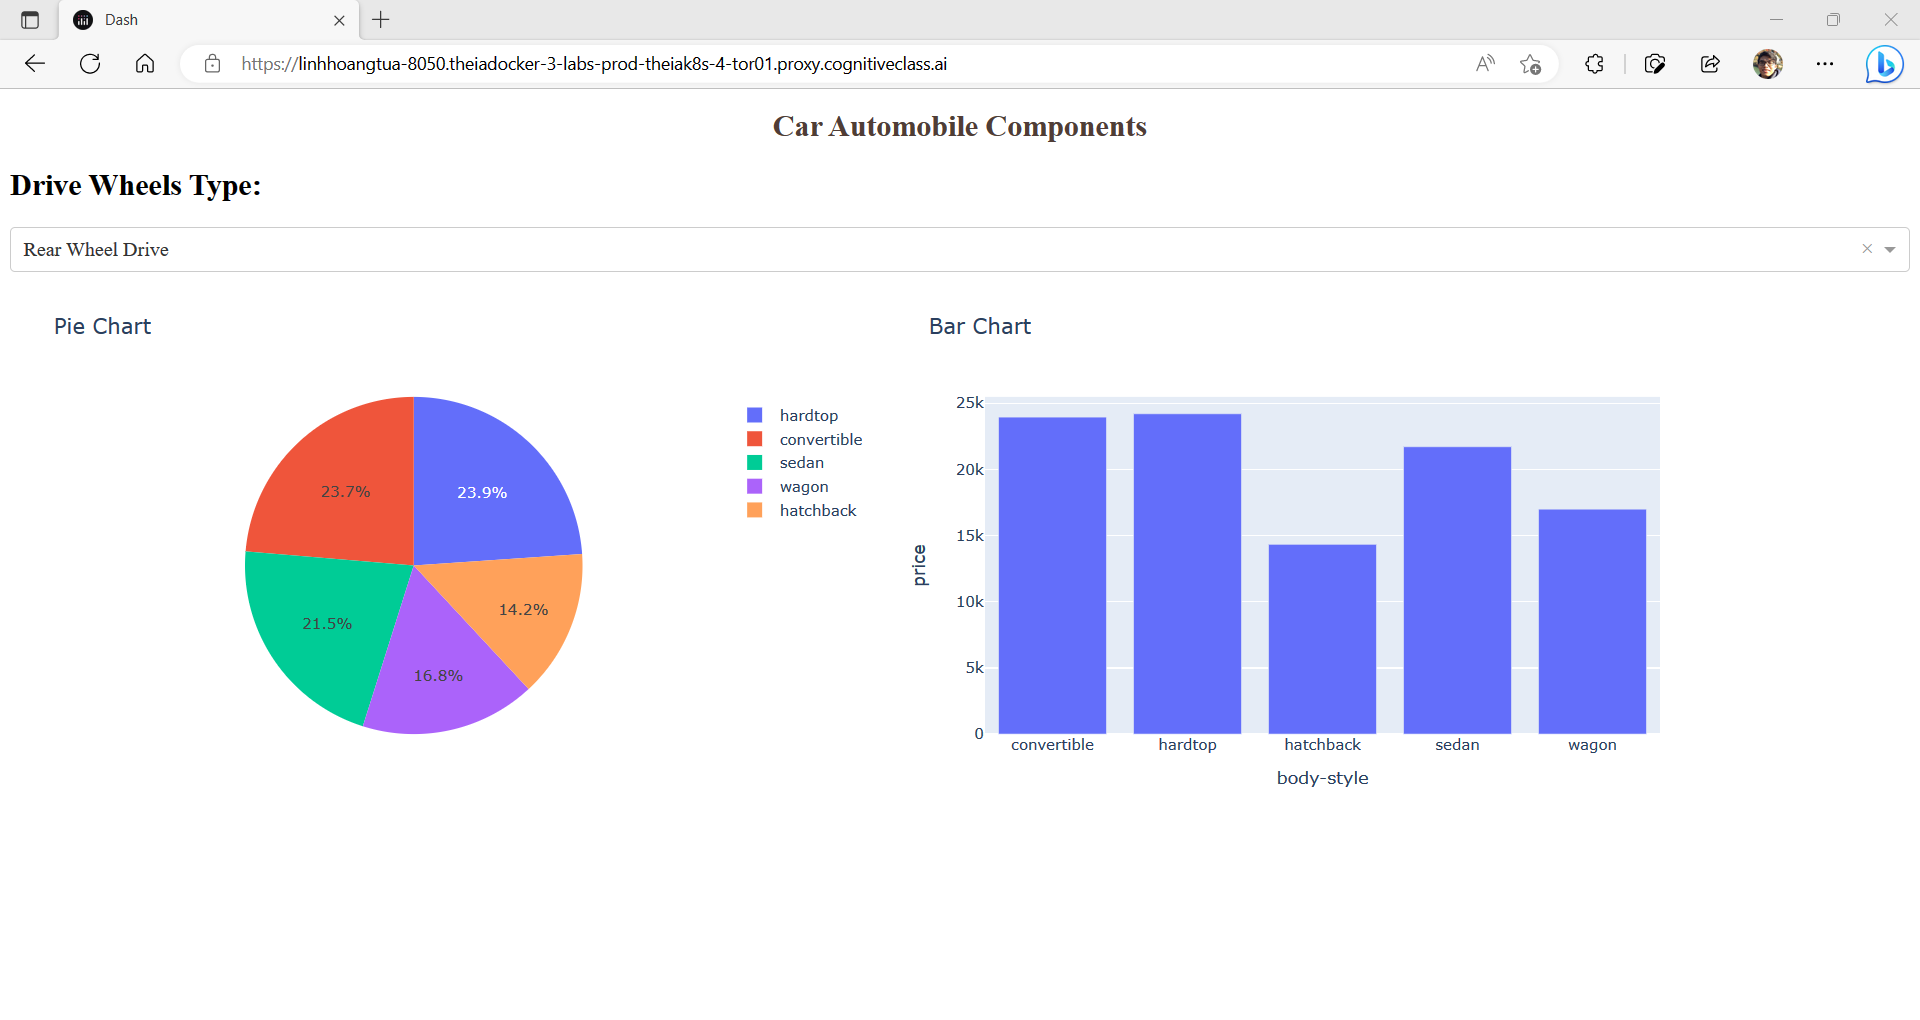 Dash
https://linhhoangtua-8050.theiadocker-3-labs-prod-theiak8s-4-tor01.proxy.cognitiveclass.ai
Car Automobile Components
Drive Wheels Type:
Rear Wheel Drive
Pie Chart
23.7%
23.9%
21.5%
14.2%
16.8%
hardtop
convertible
sedan
wagon
hatchback
Bar Chart
25k
20k
15k
10k
5k
0
price
convertible
hardtop
hatchback
sedan
wagon
body-style